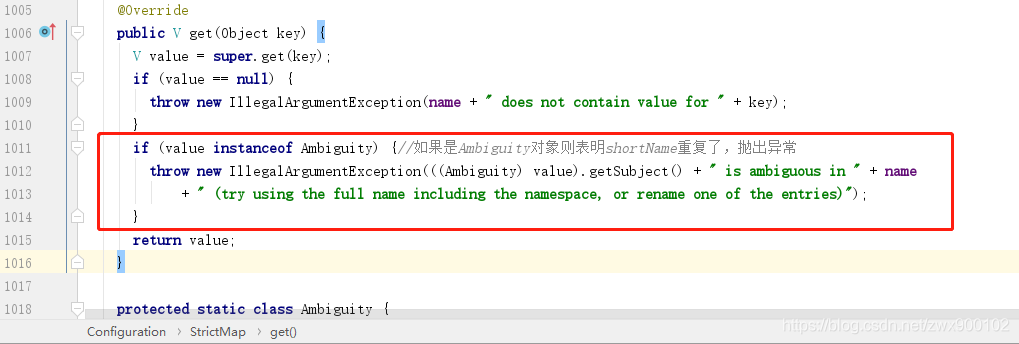 1005 @Override
1006 public V get(Object key) {
1007 V value = super.get(key);
1008 if (value == null) {
1009 throw new IllegalArgumentException(name + " does not contain value for " + key);
1010 }
1011 if (value instanceof Ambiguity) {//如果是Ambiguity对象则表明shortName重复了，抛出异常
1012 throw new IllegalArgumentException(((Ambiguity) value).getSubject() + " is ambiguous in " + name
1013 + " (try using the full name including the namespace, or rename one of the entries)");
1014 }
1015 return value;
1016 }
1017
1018 protected static class Ambiguity {
Configuration > StrictMap > get()
https://blog.csdn.net/zwx900102